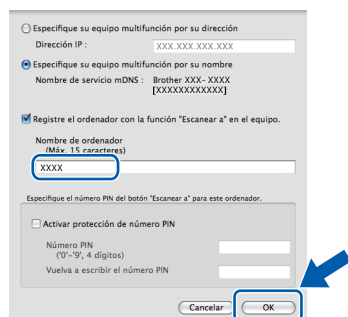 Especifique su equipo multifunción por su dirección
Dirección IP : XXX.XXX.XXX.XXX
Especifique su equipo multifunción por su nombre
Nombre de servicio mDNS : Brother XXX-XXXX
[XXXXXXXXXXXX]
Registre el ordenador con la función "Escanear a" en el equipo.
Nombre de ordenador
(Máx. 15 caracteres)
XXXX
Especifique el número PIN del botón "Escanear a" para este ordenador.
Activar protección de número PIN
Número PIN
('0'-'9', 4 dígitos)
Vuelva a escribir el número PIN
Cancelar OK